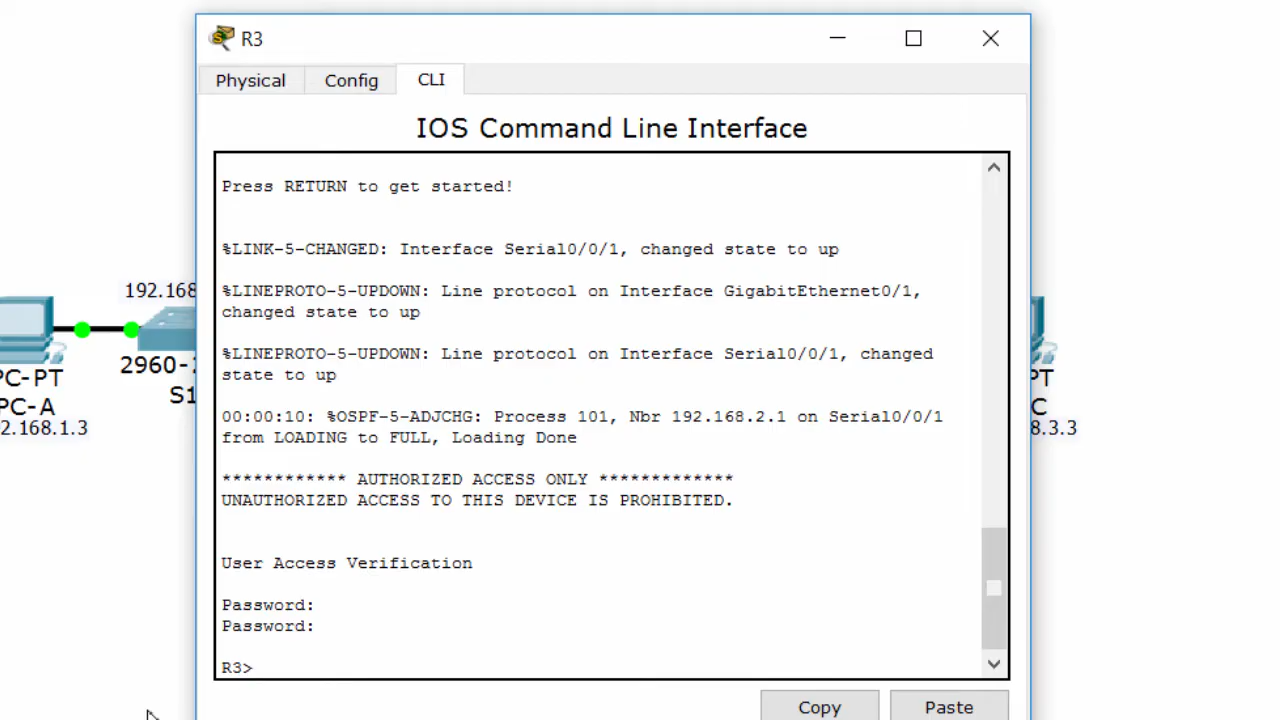 R3
Physical
Config
CLI
IOS Command Line Interface
Press RETURN to get started!
%LINK-5-CHANGED: Interface Serial0/0/1, changed state to up
%LINEPROTO-5-UPDOWN: Line protocol on Interface GigabitEthernet0/1,
changed state to up
%LINEPROTO-5-UPDOWN: Line protocol on Interface Serial0/0/1, changed
state to up
00:00:10: %OSPF-5-ADJCHG: Process 101, Nbr 192.168.2.1 on Serial0/0/1
from LOADING to FULL, Loading Done
************ AUTHORIZED ACCESS ONLY *************
UNAUTHORIZED ACCESS TO THIS DEVICE IS PROHIBITED.
User Access Verification
Password:
Password:
R3>
Copy
Paste
192.168
2960-
S1
PC-PT
PC-A
2.168.1.3
PT
C
8.3.3